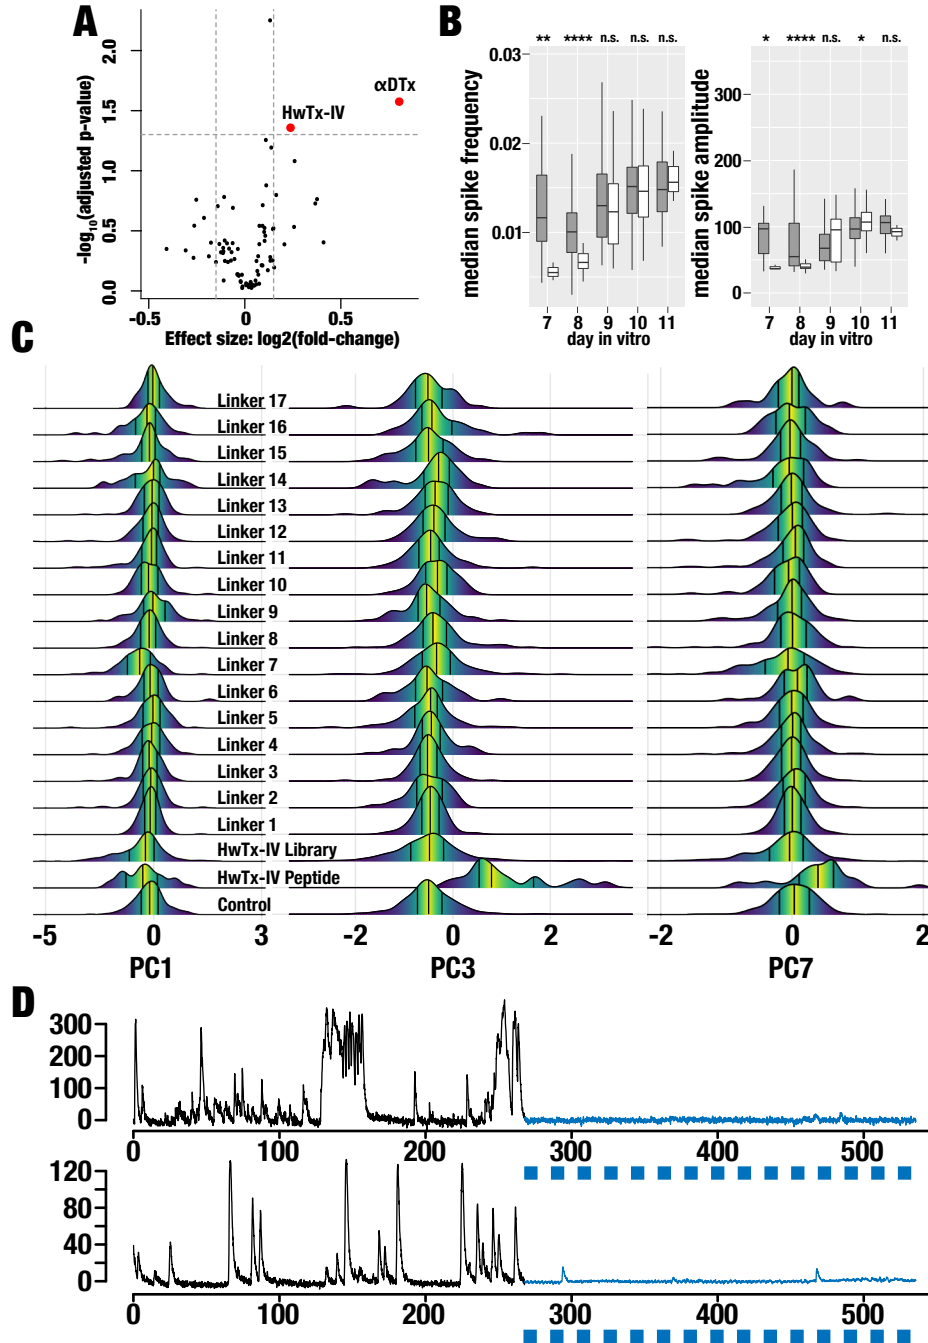 A
2.0
1.5
1.0
0.5
0.0
-log10(adjusted p-value)
αDTx
HwTx-IV
-0.5
0
0.5
Effect size: log2(fold-change)
B
** **** n.s. n.s. n.s.
0.03
0.02
0.01
median spike frequency
7 8 9 10 11
day in vitro
* **** n.s. * n.s.
300
200
100
0
median spike amplitude
7 8 9 10 11
day in vitro
C
Linker 17
Linker 16
Linker 15
Linker 14
Linker 13
Linker 12
Linker 11
Linker 10
Linker 9
Linker 8
Linker 7
Linker 6
Linker 5
Linker 4
Linker 3
Linker 2
Linker 1
HwTx-IV Library
HwTx-IV Peptide
Control
-5 0 3
PC1
-2 0 2
PC3
-2 0 2
PC7
D
300
200
100
0
0 100 200 300 400 500
120
80
40
0
0 100 200 300 400 500